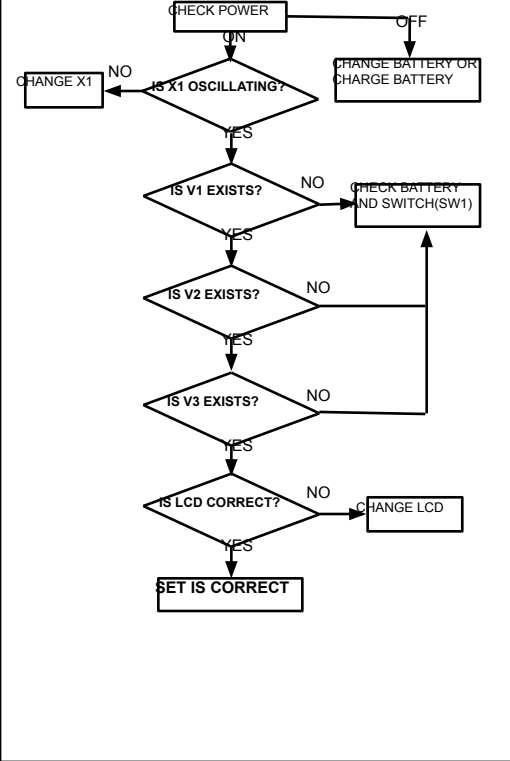 CHECK POWER
OFF
ON
CHANGE BATTERY OR
CHARGE BATTERY
NO
CHANGE X1
IS X1 OSCILLATING?
YES
IS V1 EXISTS?
NO
CHECK BATTERY
AND SWITCH(SW1)
YES
IS V2 EXISTS?
NO
YES
IS V3 EXISTS?
NO
YES
IS LCD CORRECT?
NO
CHANGE LCD
YES
SET IS CORRECT